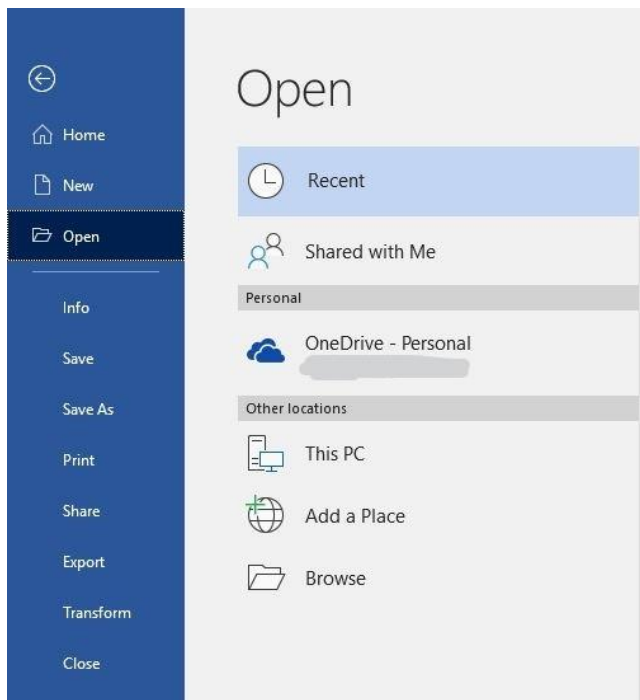 Home
New
Open
Info
Save
Save As
Print
Share
Export
Transform
Close
Open
Recent
Shared with Me
Personal
OneDrive - Personal
Other locations
This PC
Add a Place
Browse